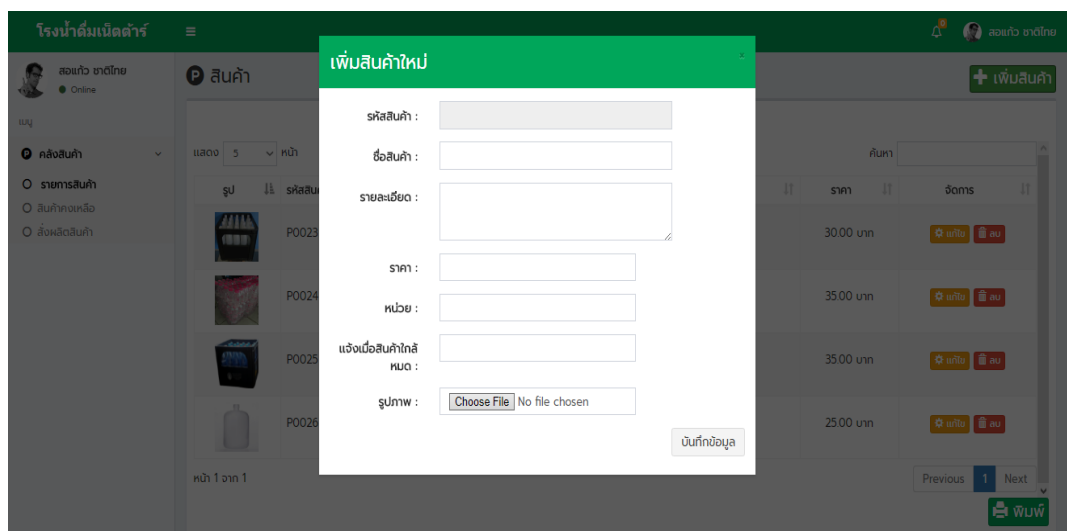 โรงน้ำดื่มเน็ตต้าร์
0
สอแก้ว ชาติไทย
สอแก้ว ชาติไทย
Online
P สินค้า
เพิ่มสินค้า
เมนู
P คลังสินค้า
รายการสินค้า
สินค้าคงเหลือ
สั่งผลิตสินค้า
แสดง 5 หน้า
ค้นหา
รูป
ราคา
จัดการ
P0023
30.00 บาท
แก้ไข
ลบ
P0024
35.00 บาท
แก้ไข
ลบ
P0025
35.00 บาท
แก้ไข
ลบ
P0026
25.00 บาท
แก้ไข
ลบ
หน้า 1 จาก 1
Previous 1 Next
พิมพ์
เพิ่มสินค้าใหม่
x
รหัสสินค้า :
ชื่อสินค้า :
รายละเอียด :
ราคา :
หน่วย :
แจ้งเมื่อสินค้าใกล้
หมด :
รูปภาพ :
Choose File No file chosen
บันทึกข้อมูล